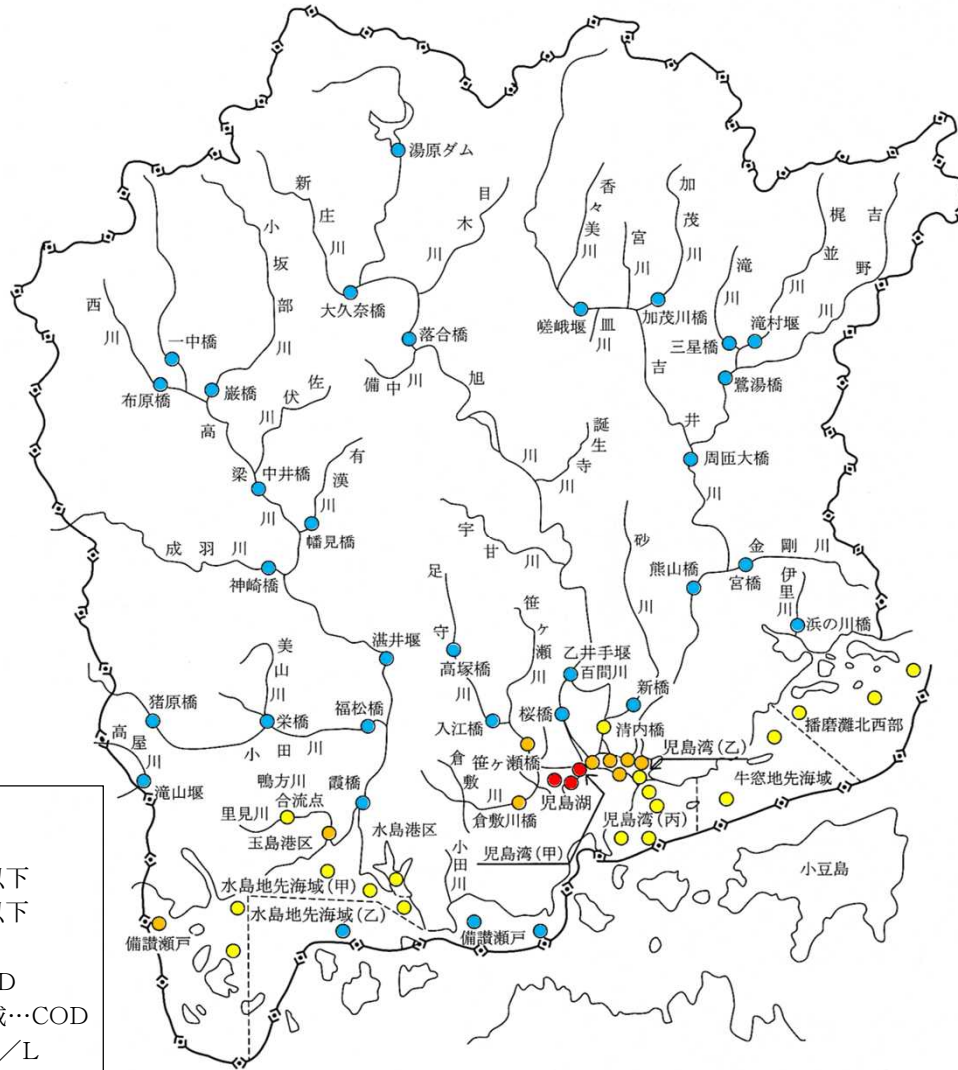 湯原ダム
新庄川
目木川
大久奈橋
落合橋
備中川
旭川
誕生寺川
小坂部川
西川
一中橋
布原橋
巌橋
佐伏川
高梁川
中井橋
有漢川
幡見橋
成羽川
神崎橋
香々美川
宮川
加茂川
嵯峨堰
皿川
加茂川橋
滝川
梶並川
吉野川
三星橋
滝村堰
鷺湯橋
吉井川
周匝大橋
金剛川
宮橋
熊山橋
伊里川
浜の川橋
砂川
宇甘川
足守川
高塚橋
笹ヶ瀬川
乙井手堰
百間川
新橋
桜橋
清内橋
湛井堰
美山川
猪原橋
栄橋
福松橋
小田川
高屋川
滝山堰
入江橋
倉敷川
笹ヶ瀬橋
倉敷川橋
児島湖
児島湾(乙)
児島湾(丙)
児島湾(甲)
播磨灘北西部
牛窓地先海域
小豆島
鴨方川
合流点
里見川
霞橋
玉島港区
水島港区
小田川
水島地先海域(甲)
水島地先海域(乙)
備讃瀬戸
備讃瀬戸
以下
以下
D
…COD
/L